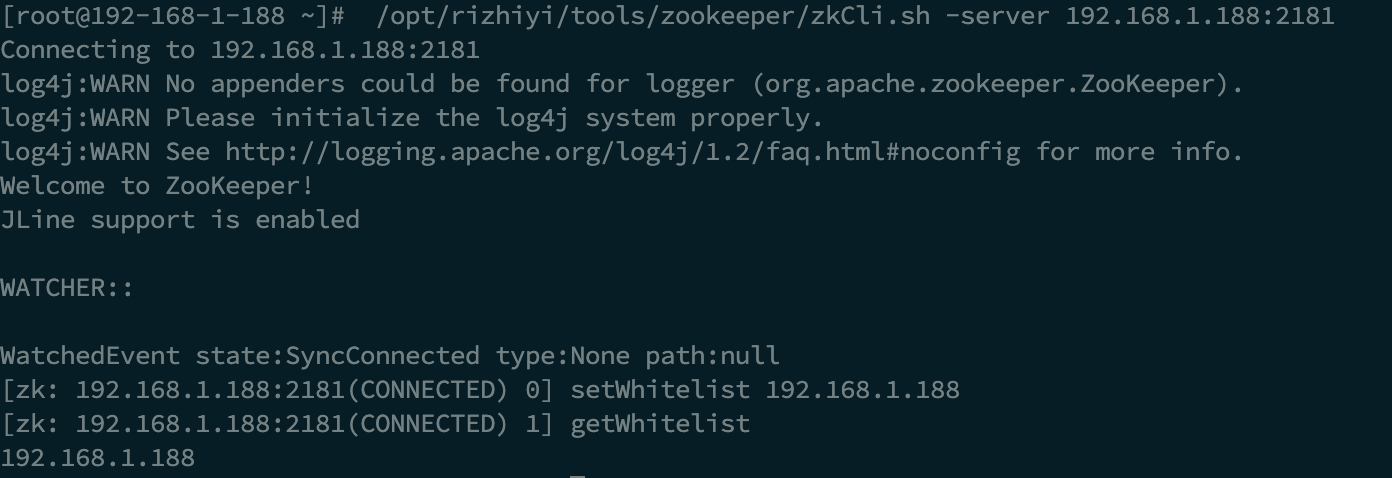 [root@192-168-1-188 ~]#  /opt/rizhiyi/tools/zookeeper/zkCli.sh -server 192.168.1.188:2181
Connecting to 192.168.1.188:2181
log4j:WARN No appenders could be found for logger (org.apache.zookeeper.ZooKeeper).
log4j:WARN Please initialize the log4j system properly.
log4j:WARN See http://logging.apache.org/log4j/1.2/faq.html#noconfig for more info.
Welcome to ZooKeeper!
JLine support is enabled
WATCHER::
WatchedEvent state:SyncConnected type:None path:null
[zk: 192.168.1.188:2181(CONNECTED) 0] setWhitelist 192.168.1.188
[zk: 192.168.1.188:2181(CONNECTED) 1] getWhitelist
192.168.1.188